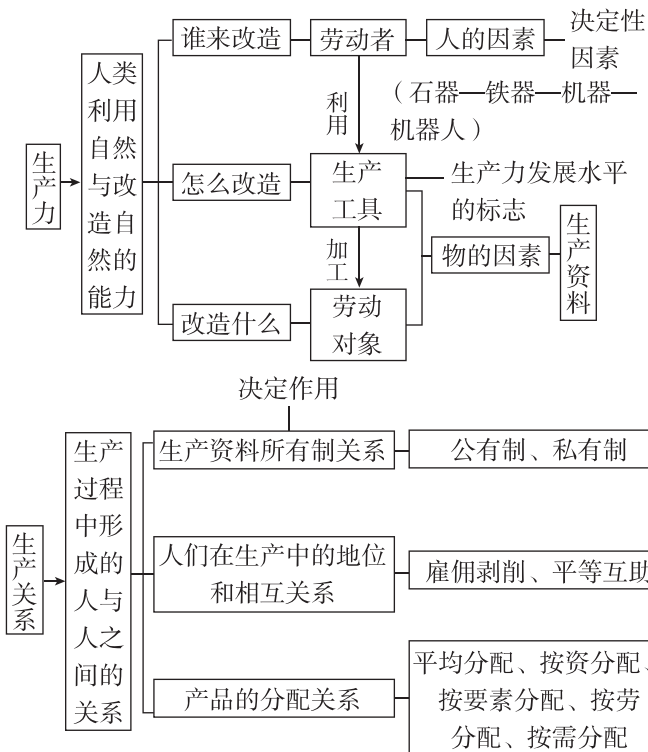 谁来改造
劳动者
人的因素
决定性
因素
人类
利用
自然
与改
造自
然的
能力
利用
（石器—铁器—机器—
机器人）
生产力
怎么改造
生产
工具
生产力发展水平
的标志
加工
物的因素
生产资料
改造什么
劳动
对象
决定作用
生产
过程
中形
成的
人与
人之
间的
关系
生产资料所有制关系
公有制、私有制
生产关系
人们在生产中的地位
和相互关系
雇佣剥削、平等互助
产品的分配关系
平均分配、按资分配、
按要素分配、按劳
分配、按需分配